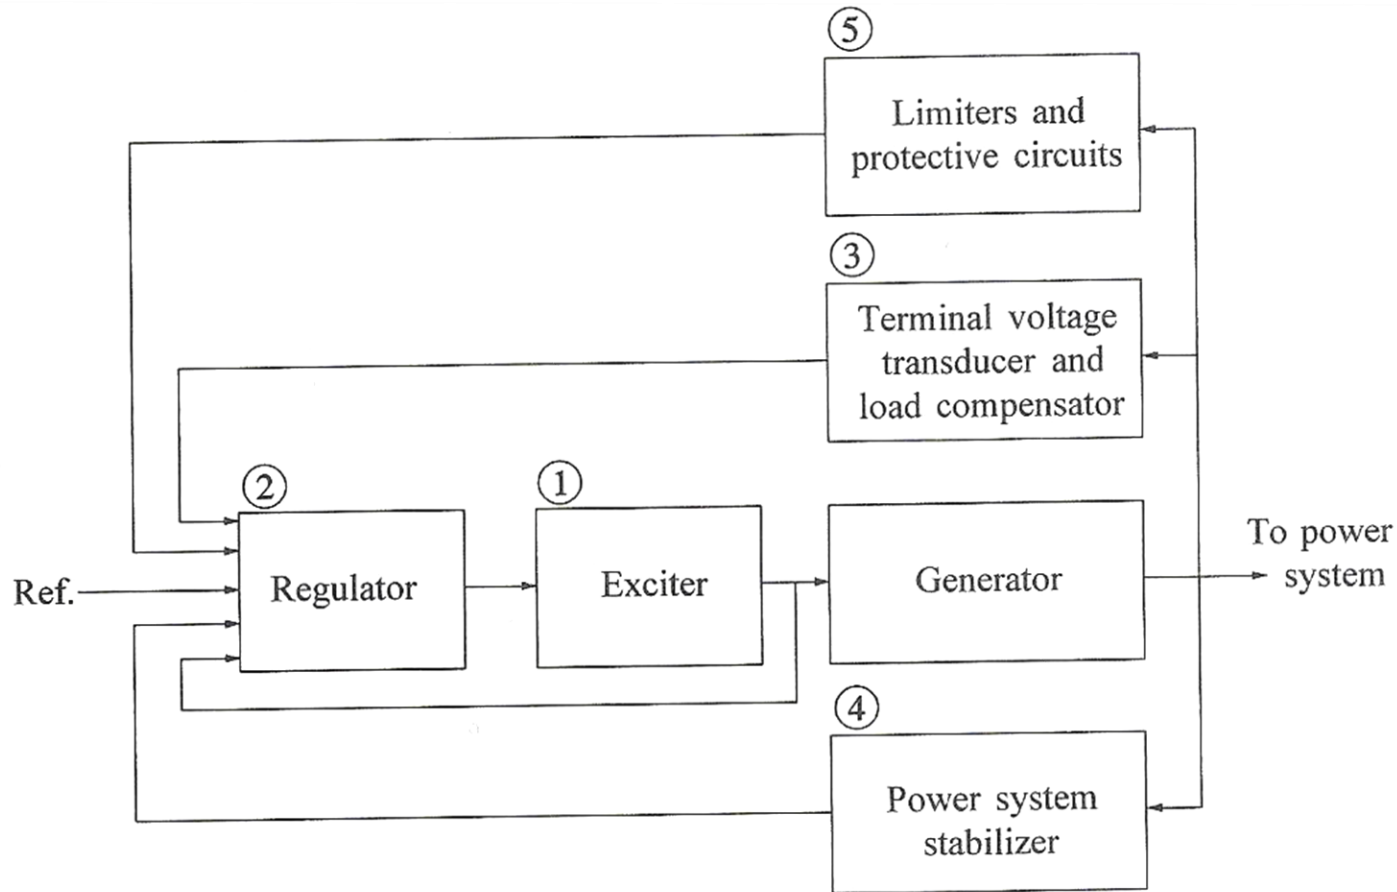 ⑤
Limiters and
protective circuits
③
Terminal voltage
transducer and
load compensator
②
Regulator
①
Exciter
Generator
To power
system
Ref.
④
Power system
stabilizer